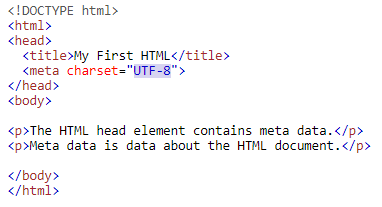 <!DOCTYPE html>
<html>
<head>
  <title>My First HTML</title>
  <meta charset="UTF-8">
</head>
<body>

<p>The HTML head element contains meta data.</p>
<p>Meta data is data about the HTML document.</p>

</body>
</html>